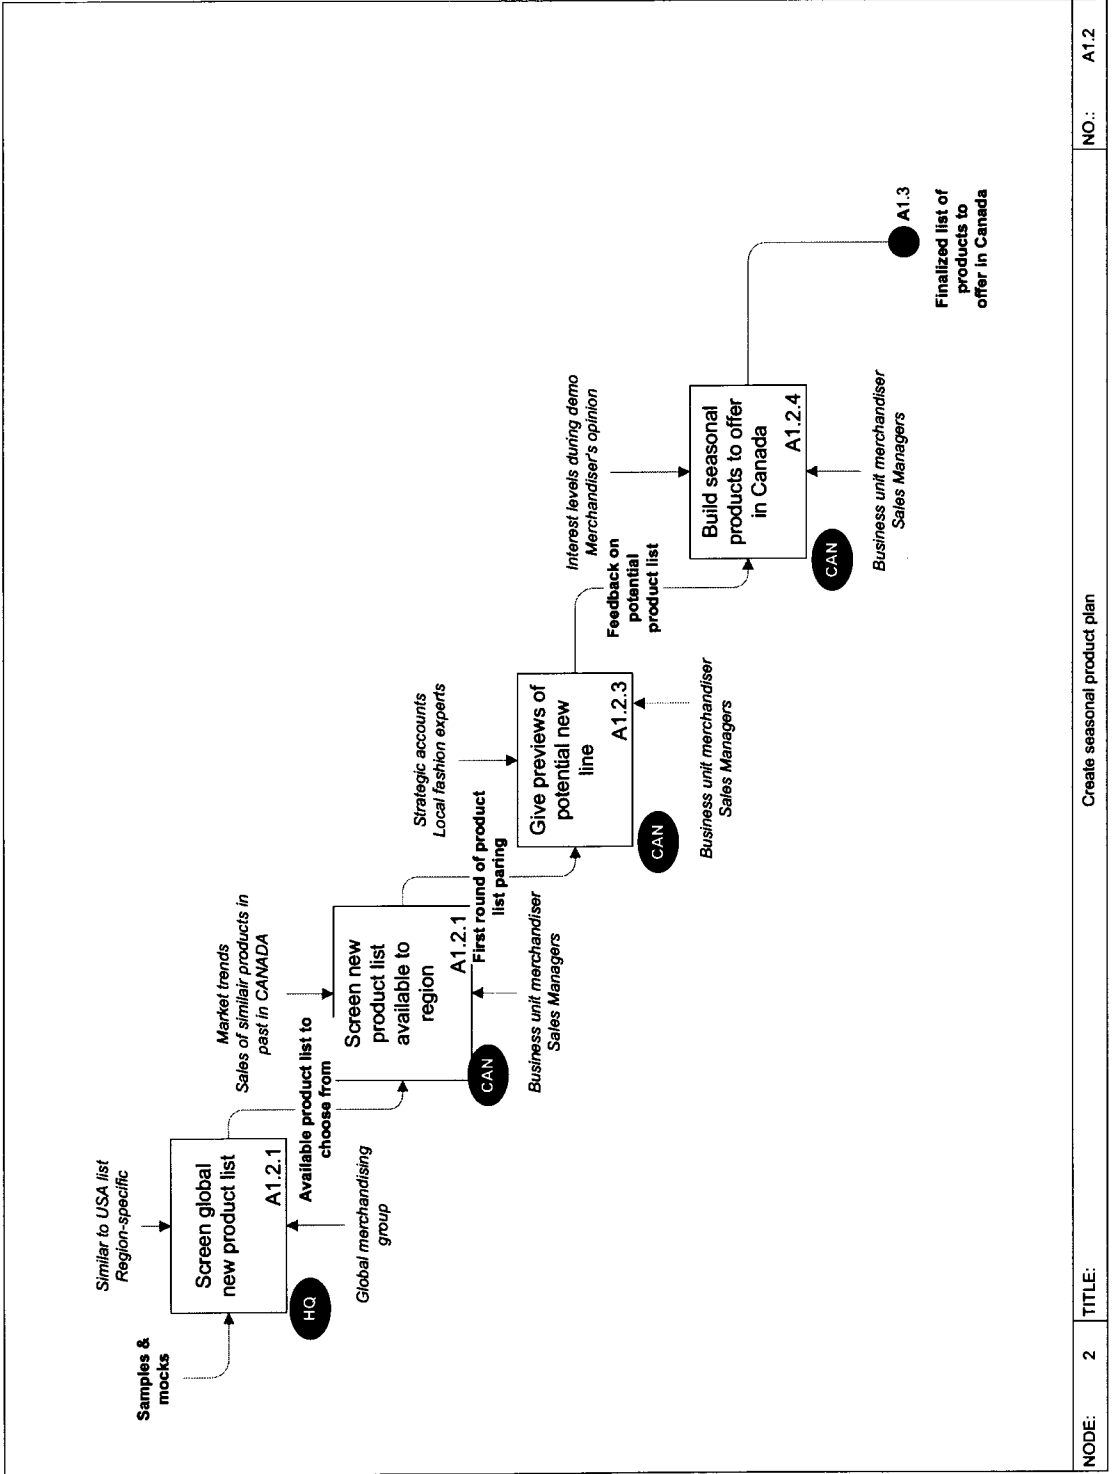 Samples &
mocks
Similar to USA list
Region-specific
Screen global
new product list
A1.2.1
HQ
Global merchandising
group
Available product list to
choose from
Market trends
Sales of similair products in
past in CANADA
Screen new
product list
available to
region
A1.2.1
CAN
Business unit merchandiser
Sales Managers
First round of product
list paring
Strategic accounts
Local fashion experts
Give previews of
potential new
line
A1.2.3
CAN
Business unit merchandiser
Sales Managers
Feedback on
potential
product list
Interest levels during demo
Merchandiser's opinion
Build seasonal
products to offer
in Canada
A1.2.4
CAN
Business unit merchandiser
Sales Managers
A1.3
Finalized list of
products to
offer in Canada
NODE: 2 TITLE: Create seasonal product plan NO.: A1.2